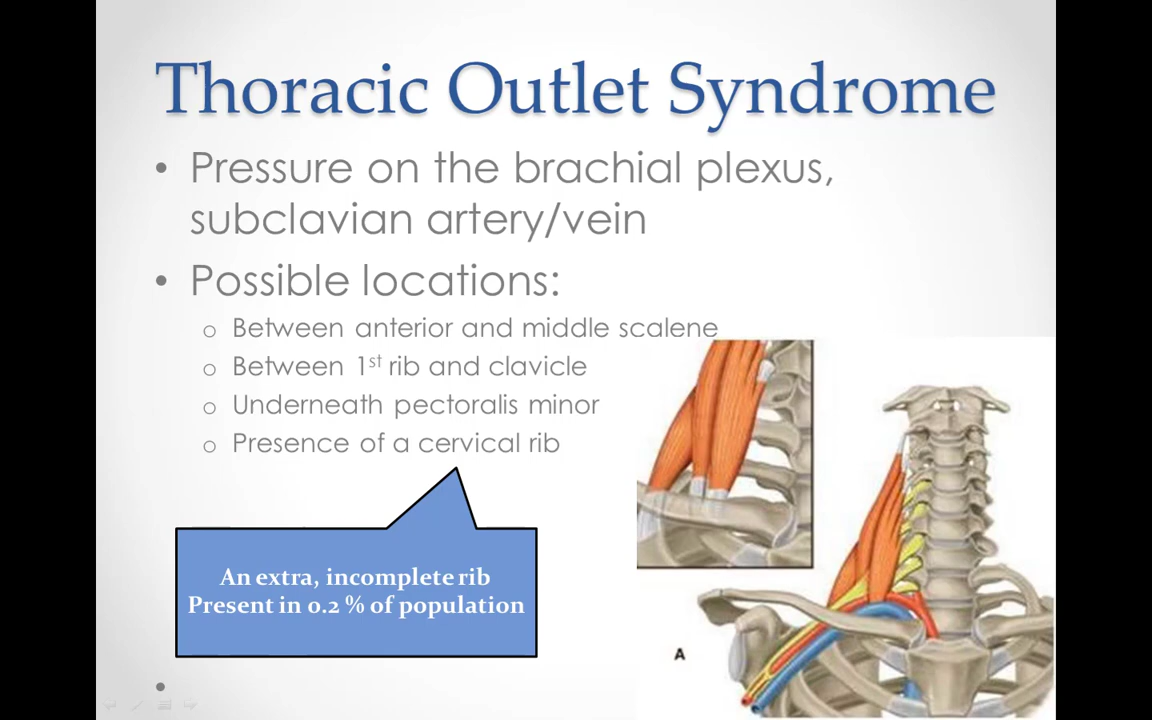 Thoracic Outlet Syndrome
• Pressure on the brachial plexus,
subclavian artery/vein
• Possible locations:
o Between anterior and middle scalene
o Between 1st rib and clavicle
o Underneath pectoralis minor
o Presence of a cervical rib
An extra, incomplete rib
Present in 0.2 % of population
A
•